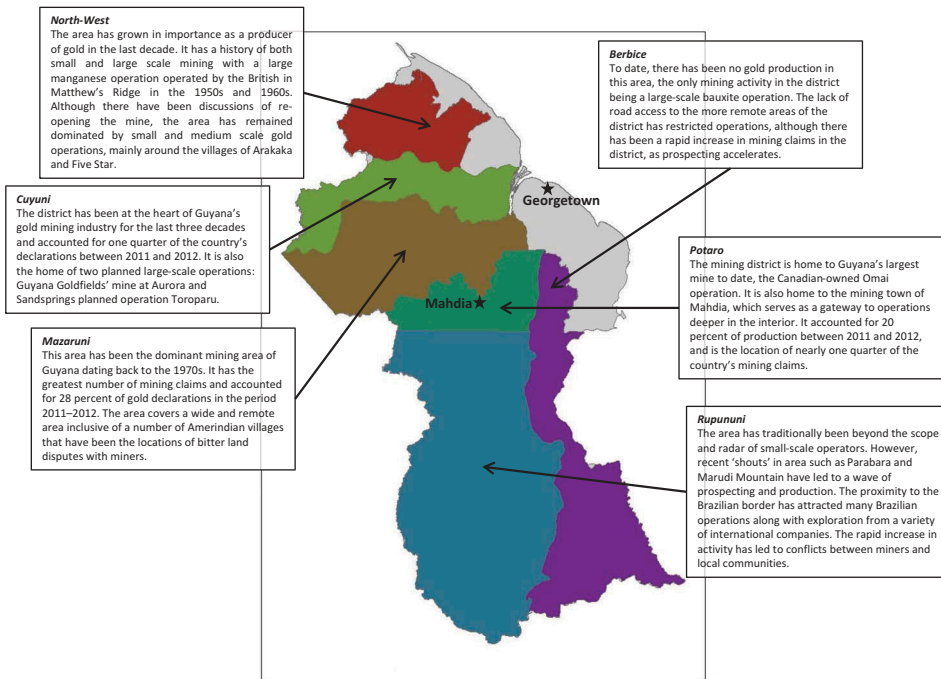 North-West
The area has grown in importance as a producer
of gold in the last decade. It has a history of both
small and large scale mining with a large
manganese operation operated by the British in
Matthew's Ridge in the 1950s and 1960s.
Although there have been discussions of re-
opening the mine, the area has remained
dominated by small and medium scale gold
operations, mainly around the villages of Arakaka
and Five Star.
Berbice
To date, there has been no gold production in
this area, the only mining activity in the district
being a large-scale bauxite operation. The lack of
road access to the more remote areas of the
district has restricted operations, although there
has been a rapid increase in mining claims in the
district, as prospecting accelerates.
Cuyuni
The district has been at the heart of Guyana's
gold mining industry for the last three decades
and accounted for one quarter of the country's
declarations between 2011 and 2012. It is also
the home of two planned large-scale operations:
Guyana Goldfields' mine at Aurora and
Sandsprings planned operation Toroparu.
Georgetown
Potaro
The mining district is home to Guyana's largest
mine to date, the Canadian-owned Omai
operation. It is also home to the mining town of
Mahdia, which serves as a gateway to operations
deeper in the interior. It accounted for 20
percent of production between 2011 and 2012,
and is the location of nearly one quarter of the
country's mining claims.
Mahdia
Mazaruni
This area has been the dominant mining area of
Guyana dating back to the 1970s. It has the
greatest number of mining claims and accounted
for 28 percent of gold declarations in the period
2011–2012. The area covers a wide and remote
area inclusive of a number of Amerindian villages
that have been the locations of bitter land
disputes with miners.
Rupununi
The area has traditionally been beyond the scope
and radar of small-scale operators. However,
recent 'shouts' in area such as Parabara and
Marudi Mountain have led to a wave of
prospecting and production. The proximity to the
Brazilian border has attracted many Brazilian
operations along with exploration from a variety
of international companies. The rapid increase in
activity has led to conflicts between miners and
local communities.